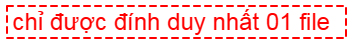 chỉ được đính duy nhất 01 file